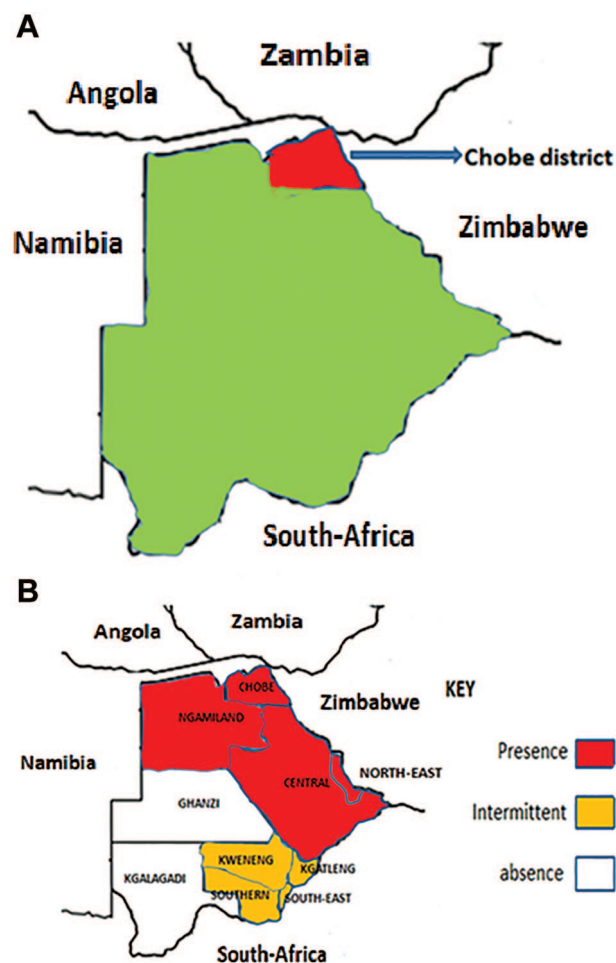 A
Zambia
Angola
Chobe district
Namibia
Zimbabwe
South-Africa
B
Zambia
Angola
CHOBE
Zimbabwe
KEY
NGAMILAND
Presence
Namibia
NORTH-EAST
CENTRAL
GHANZI
Intermittent
KWENENG
KGATLENG
KGALAGADI
absence
SOUTHERN
SOUTH-EAST
South-Africa